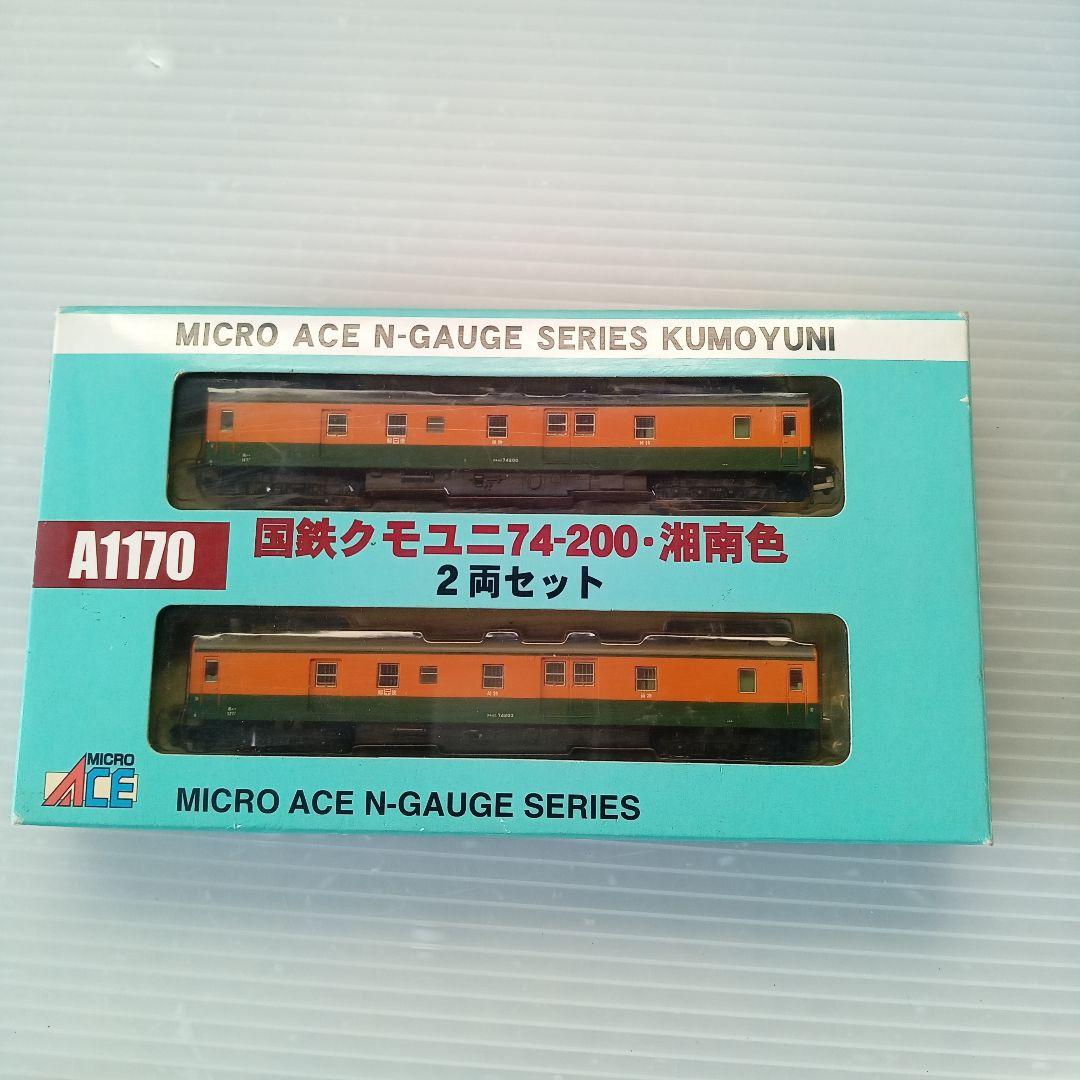 MICRO ACE N-GAUGE SERIES KUMOYUNI
A1170
国鉄クモユニ74-200・湘南色
2両セット
MICRO
ACE
MICRO ACE N-GAUGE SERIES